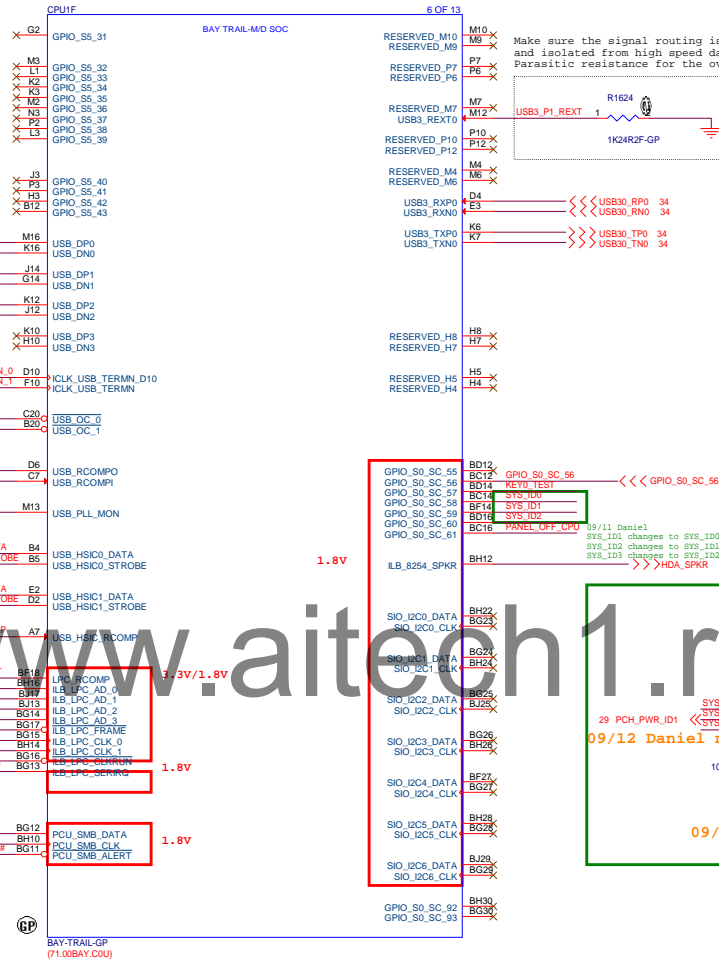 CPU1F
6 OF 13
BAY TRAIL-M/D SOC
G2 GPIO_S5_31
M3 GPIO_S5_32
L1 GPIO_S5_33
K2 GPIO_S5_34
K3 GPIO_S5_35
M2 GPIO_S5_36
N3 GPIO_S5_37
P2 GPIO_S5_38
L3 GPIO_S5_39
J3 GPIO_S5_40
P3 GPIO_S5_41
H3 GPIO_S5_42
B12 GPIO_S5_43
M16 USB_DP0
K16 USB_DN0
J14 USB_DP1
G14 USB_DN1
K12 USB_DP2
J12 USB_DN2
K10 USB_DP3
H10 USB_DN3
N_0 D10 ICLK_USB_TERMN_D10
N_1 F10 ICLK_USB_TERMN
C20 USB_OC_0
B20 USB_OC_1
D6 USB_RCOMPO
C7 USB_RCOMPI
M13 USB_PLL_MON
A B4 USB_HSIC0_DATA
OBE B5 USB_HSIC0_STROBE
A E2 USB_HSIC1_DATA
OBE D2 USB_HSIC1_STROBE
P A7 USB_HSIC_RCOMP
3.3V/1.8V
BF18 LPC_RCOMP
BH16 ILB_LPC_AD_0
BJ17 ILB_LPC_AD_1
BJ13 ILB_LPC_AD_2
BG14 ILB_LPC_AD_3
BG17 ILB_LPC_FRAME
BG15 ILB_LPC_CLK_0
BH14 ILB_LPC_CLK_1
BG16 ILB_LPC_CLKRUN
BG13 ILB_LPC_SERIRQ
1.8V
BG12 PCU_SMB_DATA
BH10 PCU_SMB_CLK
# BG11 PCU_SMB_ALERT
1.8V
GP
BAY-TRAIL-GP
(71.00BAY.C0U)
RESERVED_M10 M10
RESERVED_M9 M9
RESERVED_P7 P7
RESERVED_P6 P6
RESERVED_M7 M7
USB3_REXT0 M12 USB3_P1_REXT
RESERVED_P10 P10
RESERVED_P12 P12
RESERVED_M4 M4
RESERVED_M6 M6
USB3_RXP0 D4 USB30_RP0 34
USB3_RXN0 E3 USB30_RN0 34
USB3_TXP0 K6 USB30_TP0 34
USB3_TXN0 K7 USB30_TN0 34
RESERVED_H8 H8
RESERVED_H7 H7
RESERVED_H5 H5
RESERVED_H4 H4
1.8V
GPIO_S0_SC_55 BD12
GPIO_S0_SC_56 BC12 GPIO_S0_SC_56 GPIO_S0_SC_56
GPIO_S0_SC_57 BD14 KEY0_TEST
GPIO_S0_SC_58 BC14 SYS_ID0
GPIO_S0_SC_59 BF14 SYS_ID1
GPIO_S0_SC_60 BD16 SYS_ID2
GPIO_S0_SC_61 BC16 PANEL_OFF_CPU
ILB_8254_SPKR BH12 HDA_SPKR
SIO_I2C0_DATA BH22
SIO_I2C0_CLK BG23
SIO_I2C1_DATA BG24
SIO_I2C1_CLK BH24
SIO_I2C2_DATA BG25
SIO_I2C2_CLK BJ25
SIO_I2C3_DATA BG26
SIO_I2C3_CLK BH26
SIO_I2C4_DATA BF27
SIO_I2C4_CLK BG27
SIO_I2C5_DATA BH28
SIO_I2C5_CLK BG28
SIO_I2C6_DATA BJ29
SIO_I2C6_CLK BG29
GPIO_S0_SC_92 BH30
GPIO_S0_SC_93 BG30
Make sure the signal routing is
and isolated from high speed da
Parasitic resistance for the ov
R1624
1
1K24R2F-GP
09/11 Daniel
SYS_ID1 changes to SYS_ID0
SYS_ID2 changes to SYS_ID1
SYS_ID3 changes to SYS_ID2
SYS
SYS
SYS
29 PCH_PWR_ID1
09/12 Daniel
10
09/
www.aitech1.r